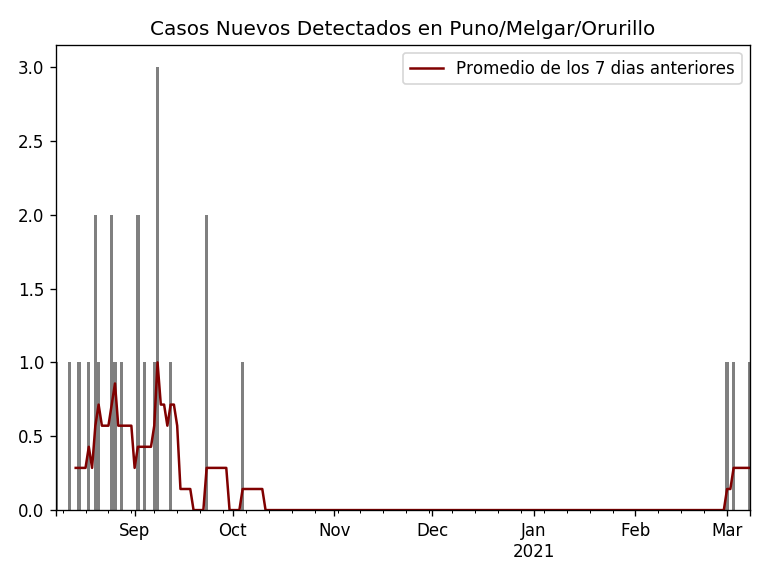 Casos Nuevos Detectados en Puno/Melgar/Orurillo
Promedio de los 7 dias anteriores
3.0
2.5
2.0
1.5
1.0
0.5
0.0
Sep Oct Nov Dec Jan Feb Mar
2021